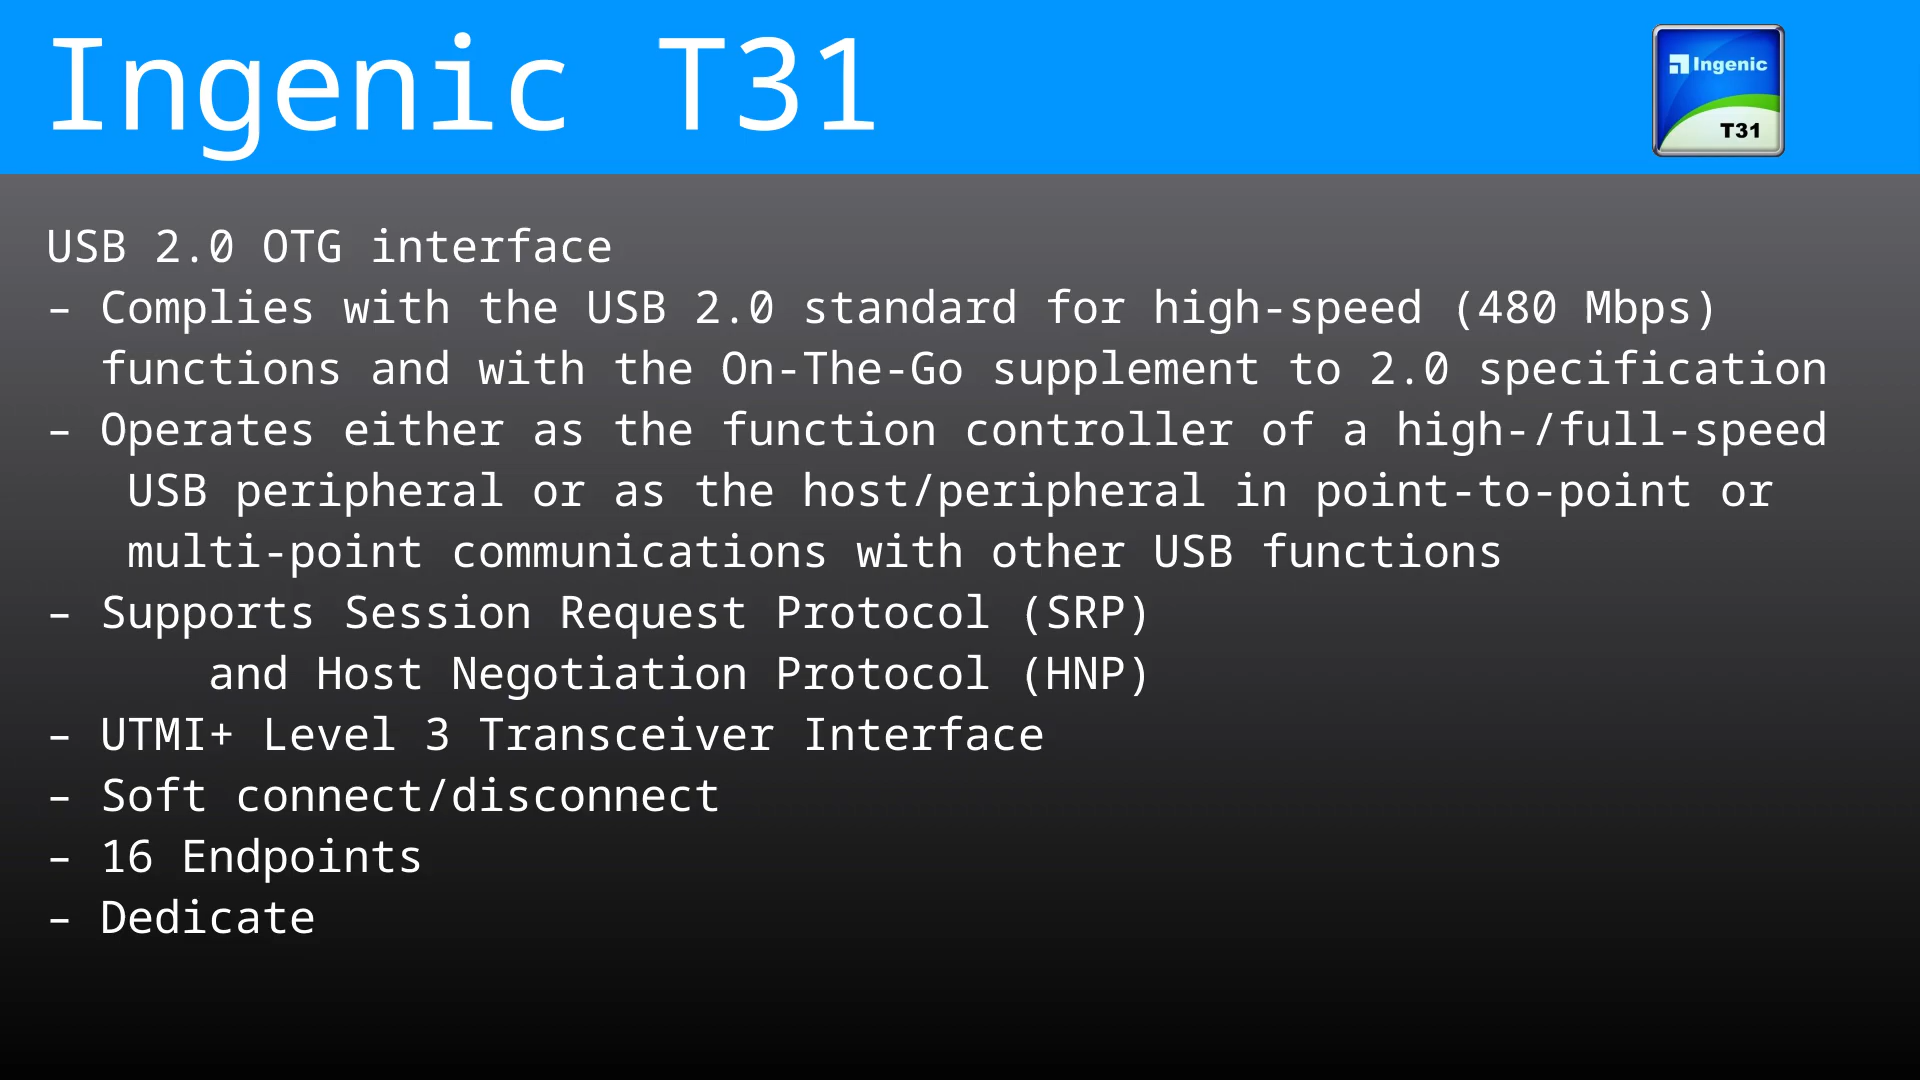 Ingenic T31
Ingenic
T31
USB 2.0 OTG interface
– Complies with the USB 2.0 standard for high-speed (480 Mbps)
functions and with the On-The-Go supplement to 2.0 specification
– Operates either as the function controller of a high-/full-speed
USB peripheral or as the host/peripheral in point-to-point or
multi-point communications with other USB functions
– Supports Session Request Protocol (SRP)
and Host Negotiation Protocol (HNP)
– UTMI+ Level 3 Transceiver Interface
– Soft connect/disconnect
– 16 Endpoints
– Dedicate